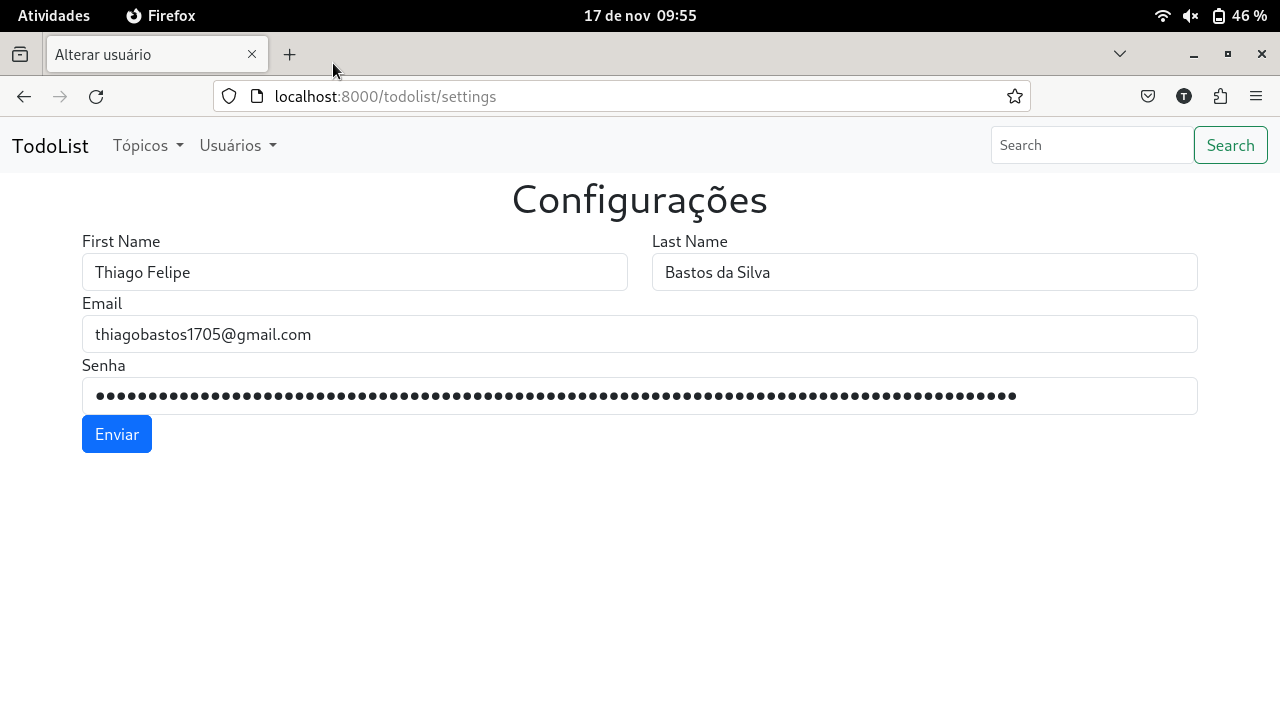 Atividades Firefox 17 de nov 09:55 46 %
Alterar usuário
localhost:8000/todolist/settings T
TodoList Tópicos Usuários Search Search
Configurações
First Name Last Name
Thiago Felipe Bastos da Silva
Email
thiagobastos1705@gmail.com
Senha
Enviar